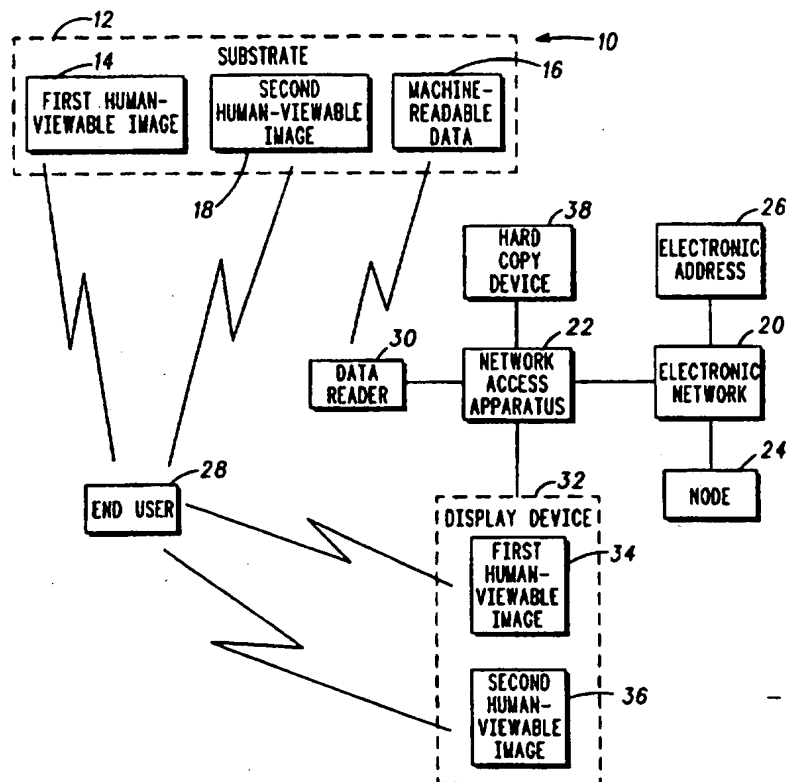 12
10
SUBSTRATE
14
16
FIRST HUMAN-
VIEWABLE IMAGE
SECOND
HUMAN-VIEWABLE
IMAGE
MACHINE-
READABLE
DATA
18
38
HARD
COPY
DEVICE
26
ELECTRONIC
ADDRESS
30
DATA
READER
22
NETWORK
ACCESS
APPARATUS
20
ELECTRONIC
NETWORK
24
NODE
28
END USER
32
DISPLAY DEVICE
FIRST
HUMAN-
VIEWABLE
IMAGE
34
SECOND
HUMAN-
VIEWABLE
IMAGE
36